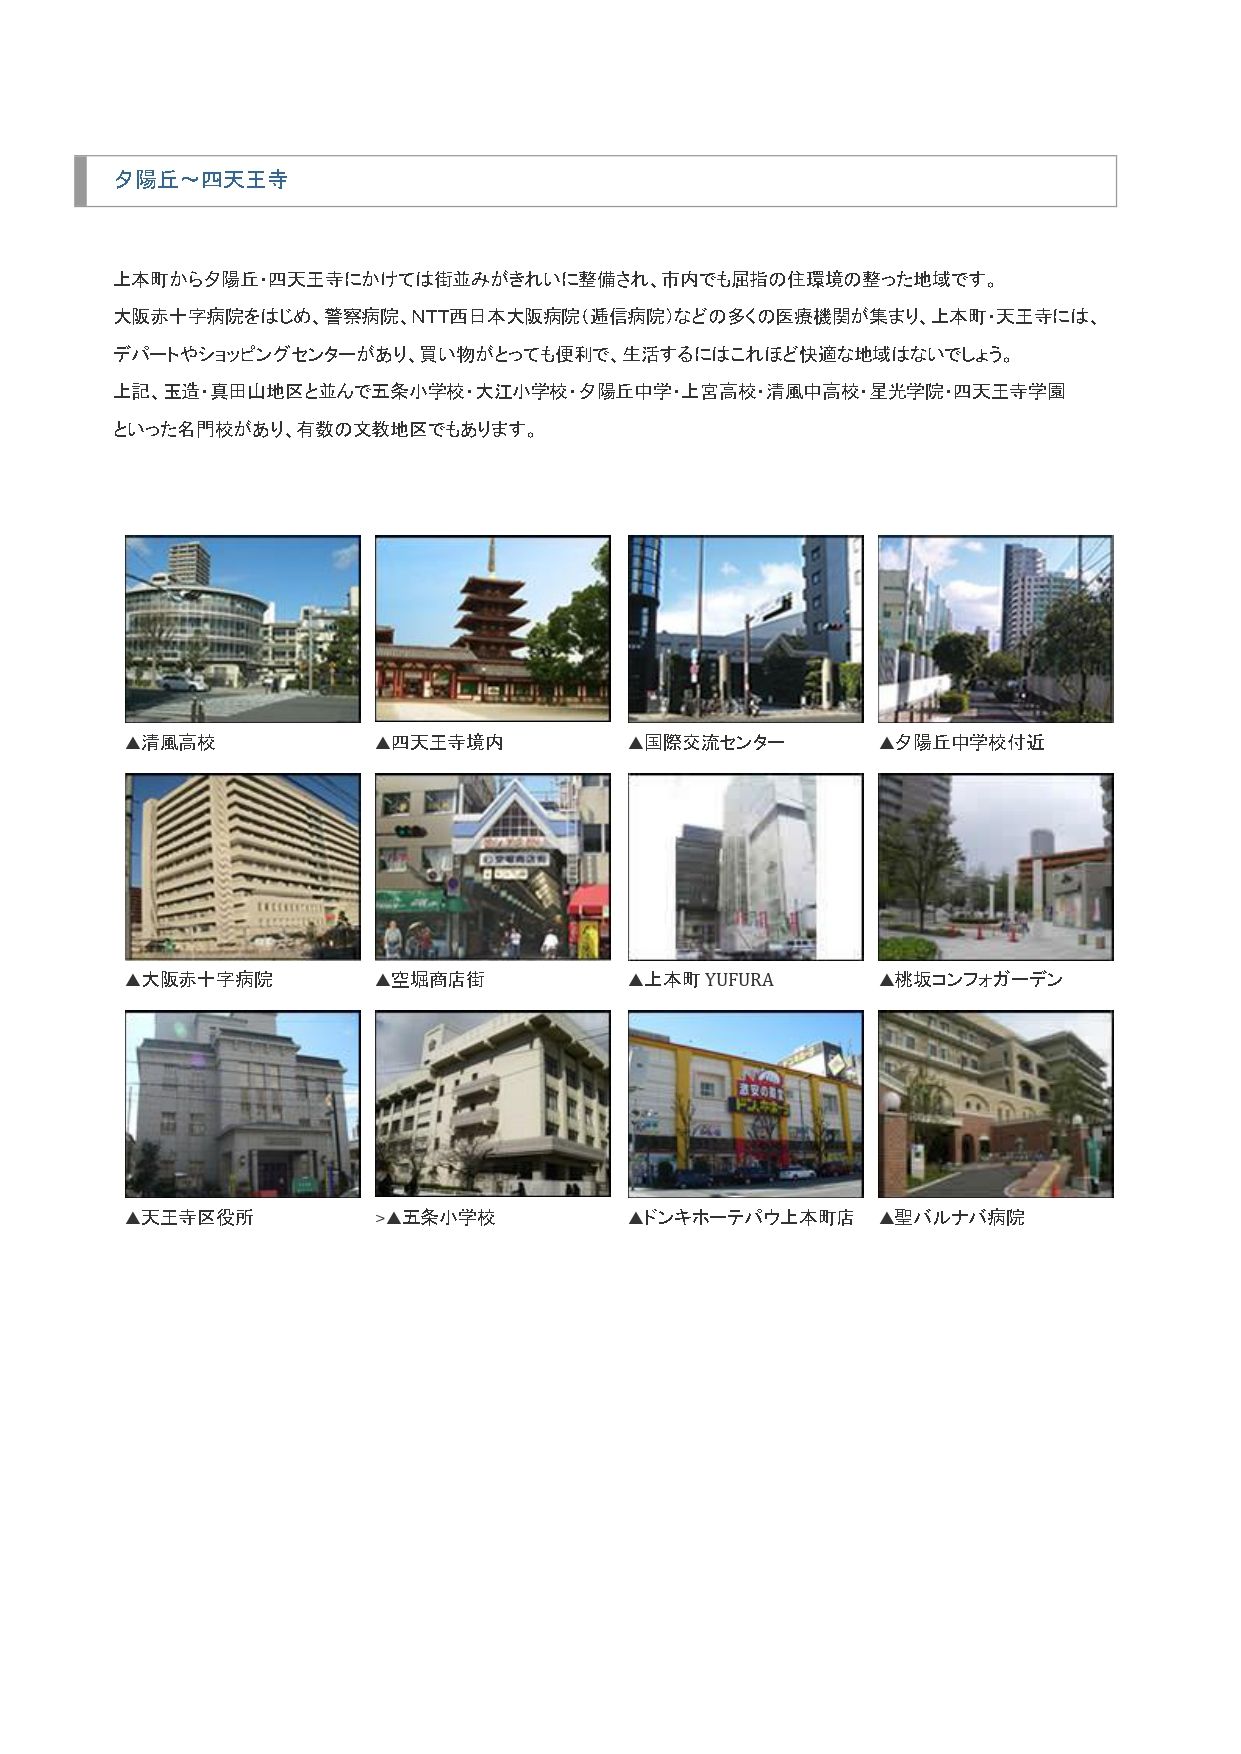 夕陽丘～四天王寺
上本町から夕陽丘・四天王寺にかけては街並みがきれいに整備され、市内でも屈指の住環境の整った地域です。
大阪赤十字病院をはじめ、警察病院、NTT西日本大阪病院（逓信病院）などの多くの医療機関が集まり、上本町・天王寺には、
デパートやショッピングセンターがあり、買い物がとっても便利で、生活するにはこれほど快適な地域はないでしょう。
上記、玉造・真田山地区と並んで五条小学校・大江小学校・夕陽丘中学・上宮高校・清風中高校・星光学院・四天王寺学園
といった名門校があり、有数の文教地区でもあります。
▲清風高校 ▲四天王寺境内 ▲国際交流センター ▲夕陽丘中学校付近
空堀商店街
▲大阪赤十字病院 ▲空堀商店街 ▲上本町 YUFURA ▲桃坂コンフォガーデン
激安の殿堂
ドン.キホーテ
▲天王寺区役所 >▲五条小学校 ▲ドンキホーテパウ上本町店 ▲聖バルナバ病院